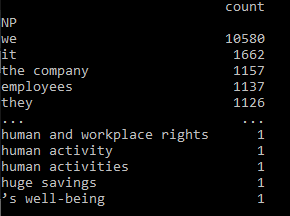 count
NP
we 10580
it 1662
the company 1157
employees 1137
they 1126
... ...
human and workplace rights 1
human activity 1
human activities 1
huge savings 1
’s well-being 1